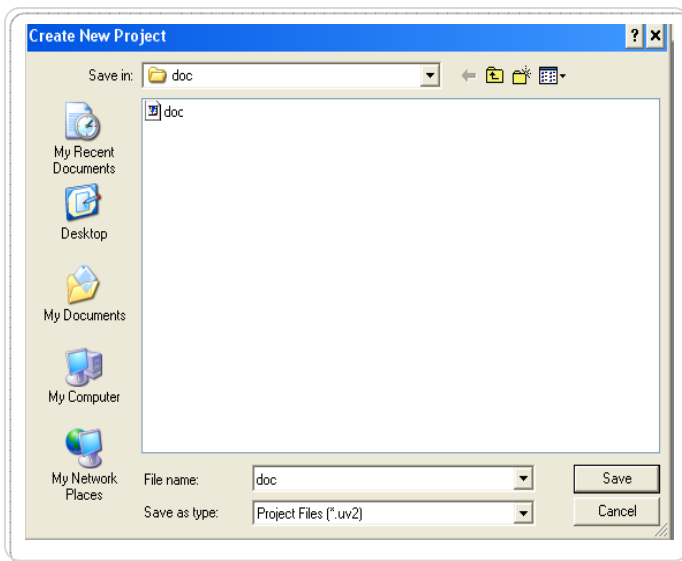 Create New Project
Save in:
doc
doc
My Recent
Documents
Desktop
My Documents
My Computer
My Network
Places
File name:
doc
Save
Save as type:
Project Files (*.uv2)
Cancel